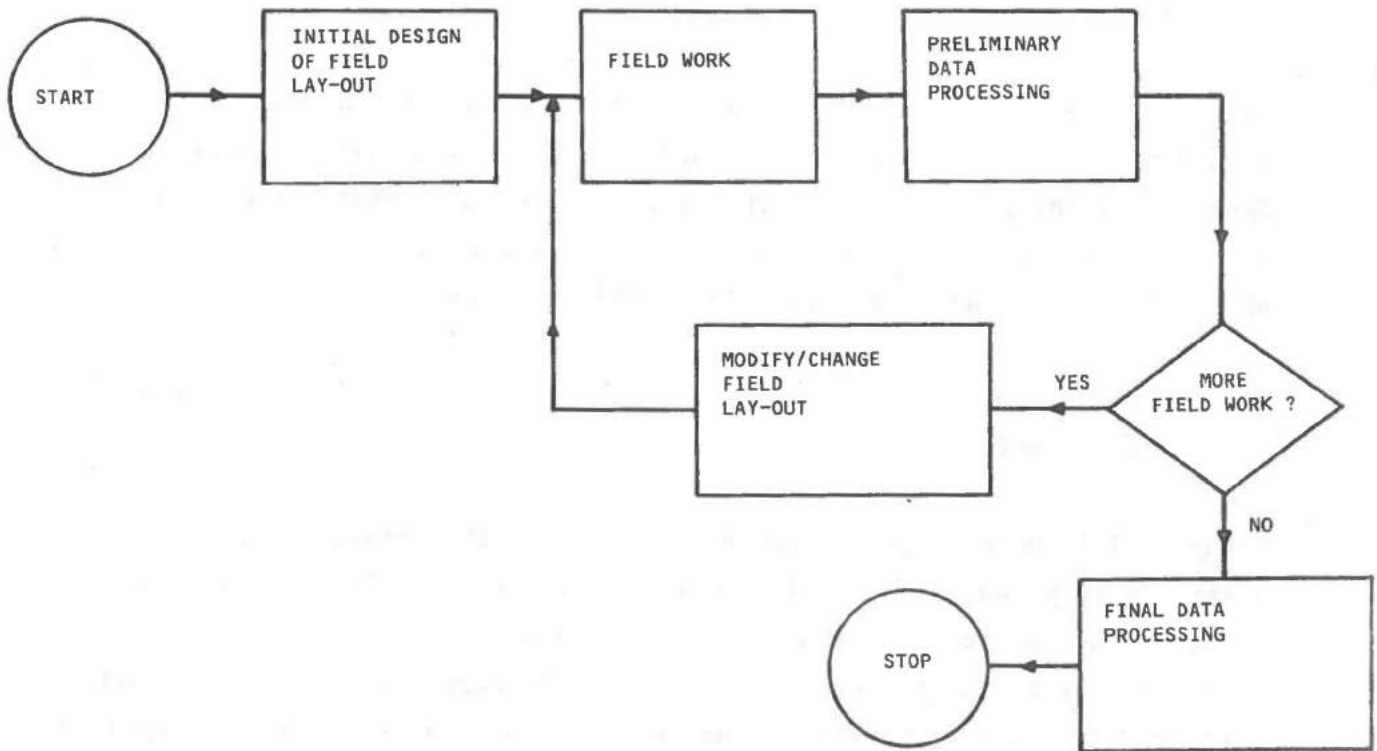 START
INITIAL DESIGN
OF FIELD
LAY-OUT
FIELD WORK
PRELIMINARY
DATA
PROCESSING
MORE
FIELD WORK ?
YES
MODIFY/CHANGE
FIELD
LAY-OUT
NO
FINAL DATA
PROCESSING
STOP